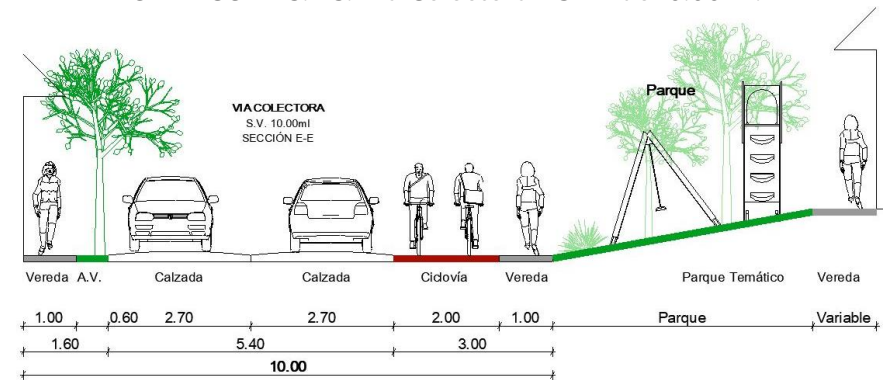 Parque
VIA COLECTORA
S.V. 10.00ml
SECCIÓN E-E
Vereda A.V. Calzada Calzada Ciclovía Vereda Parque Temático Vereda
1.00 0.60 2.70 2.70 2.00 1.00 Parque Variable
1.60 5.40 3.00
10.00